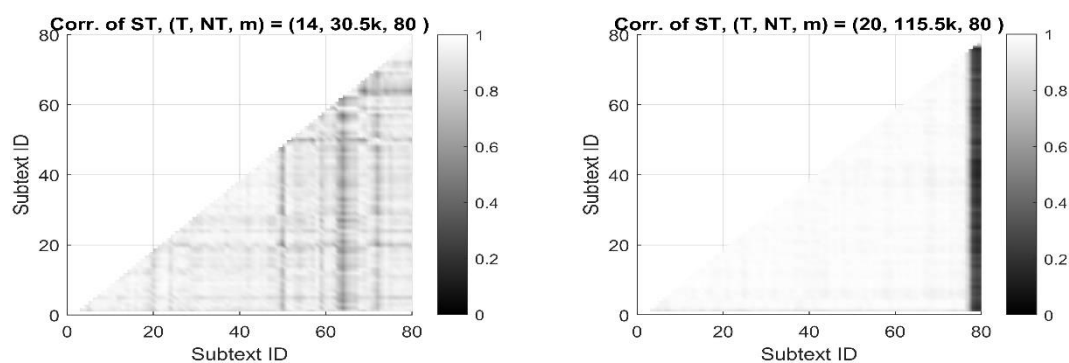 Corr. of ST, (T, NT, m) = (14, 30.5k, 80 )
80
60
40
20
0
Subtext ID
0 20 40 60 80
Subtext ID
1
0.8
0.6
0.4
0.2
0
Corr. of ST, (T, NT, m) = (20, 115.5k, 80 )
80
60
40
20
0
Subtext ID
0 20 40 60 80
Subtext ID
1
0.8
0.6
0.4
0.2
0